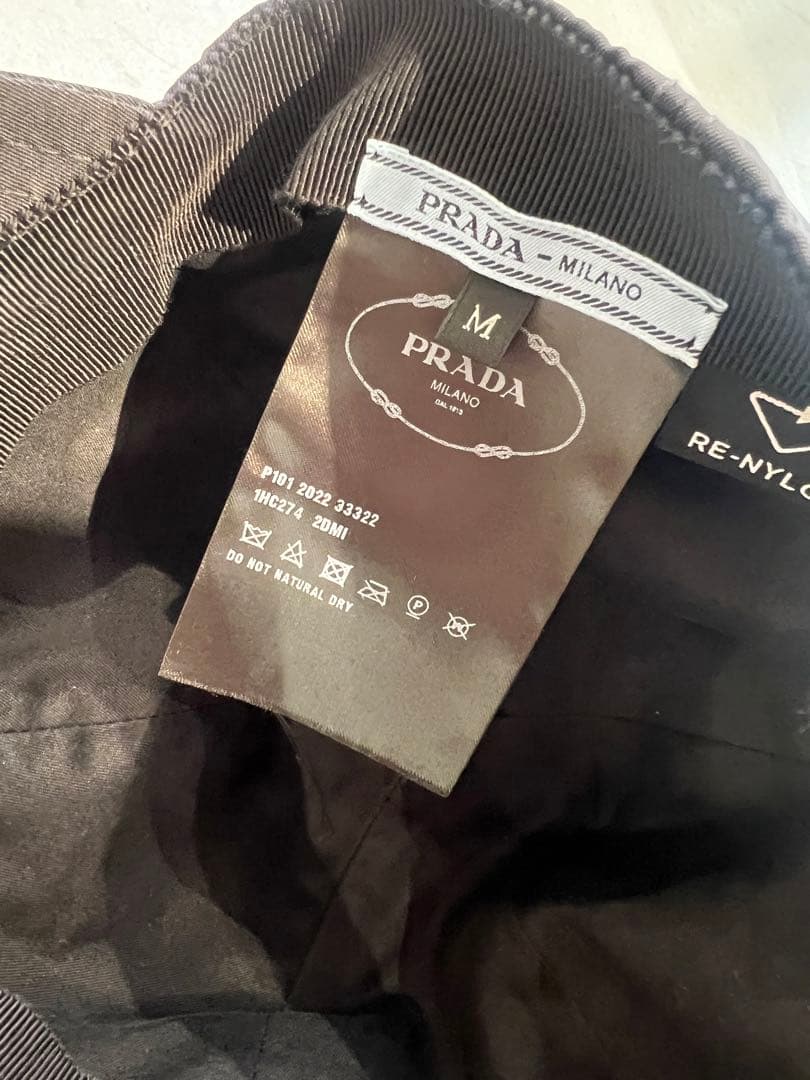 PRADA - MILANO
M
PRADA
MILANO
DAL 1913
RE-NYLO
P101 2022 33322
1HC274 2DMI
P
DO NOT NATURAL DRY